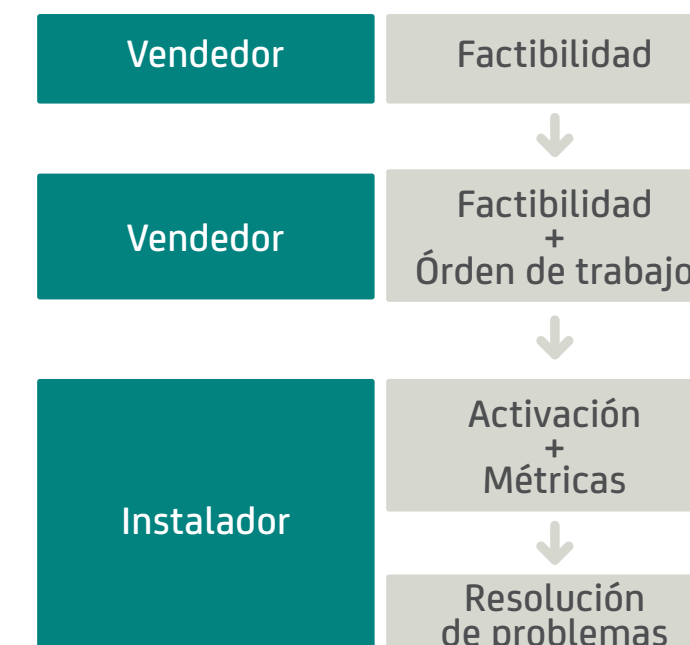 Vendedor
Factibilidad
Vendedor
Factibilidad
+
Órden de trabajo
Instalador
Activación
+
Métricas
Resolución
de problemas